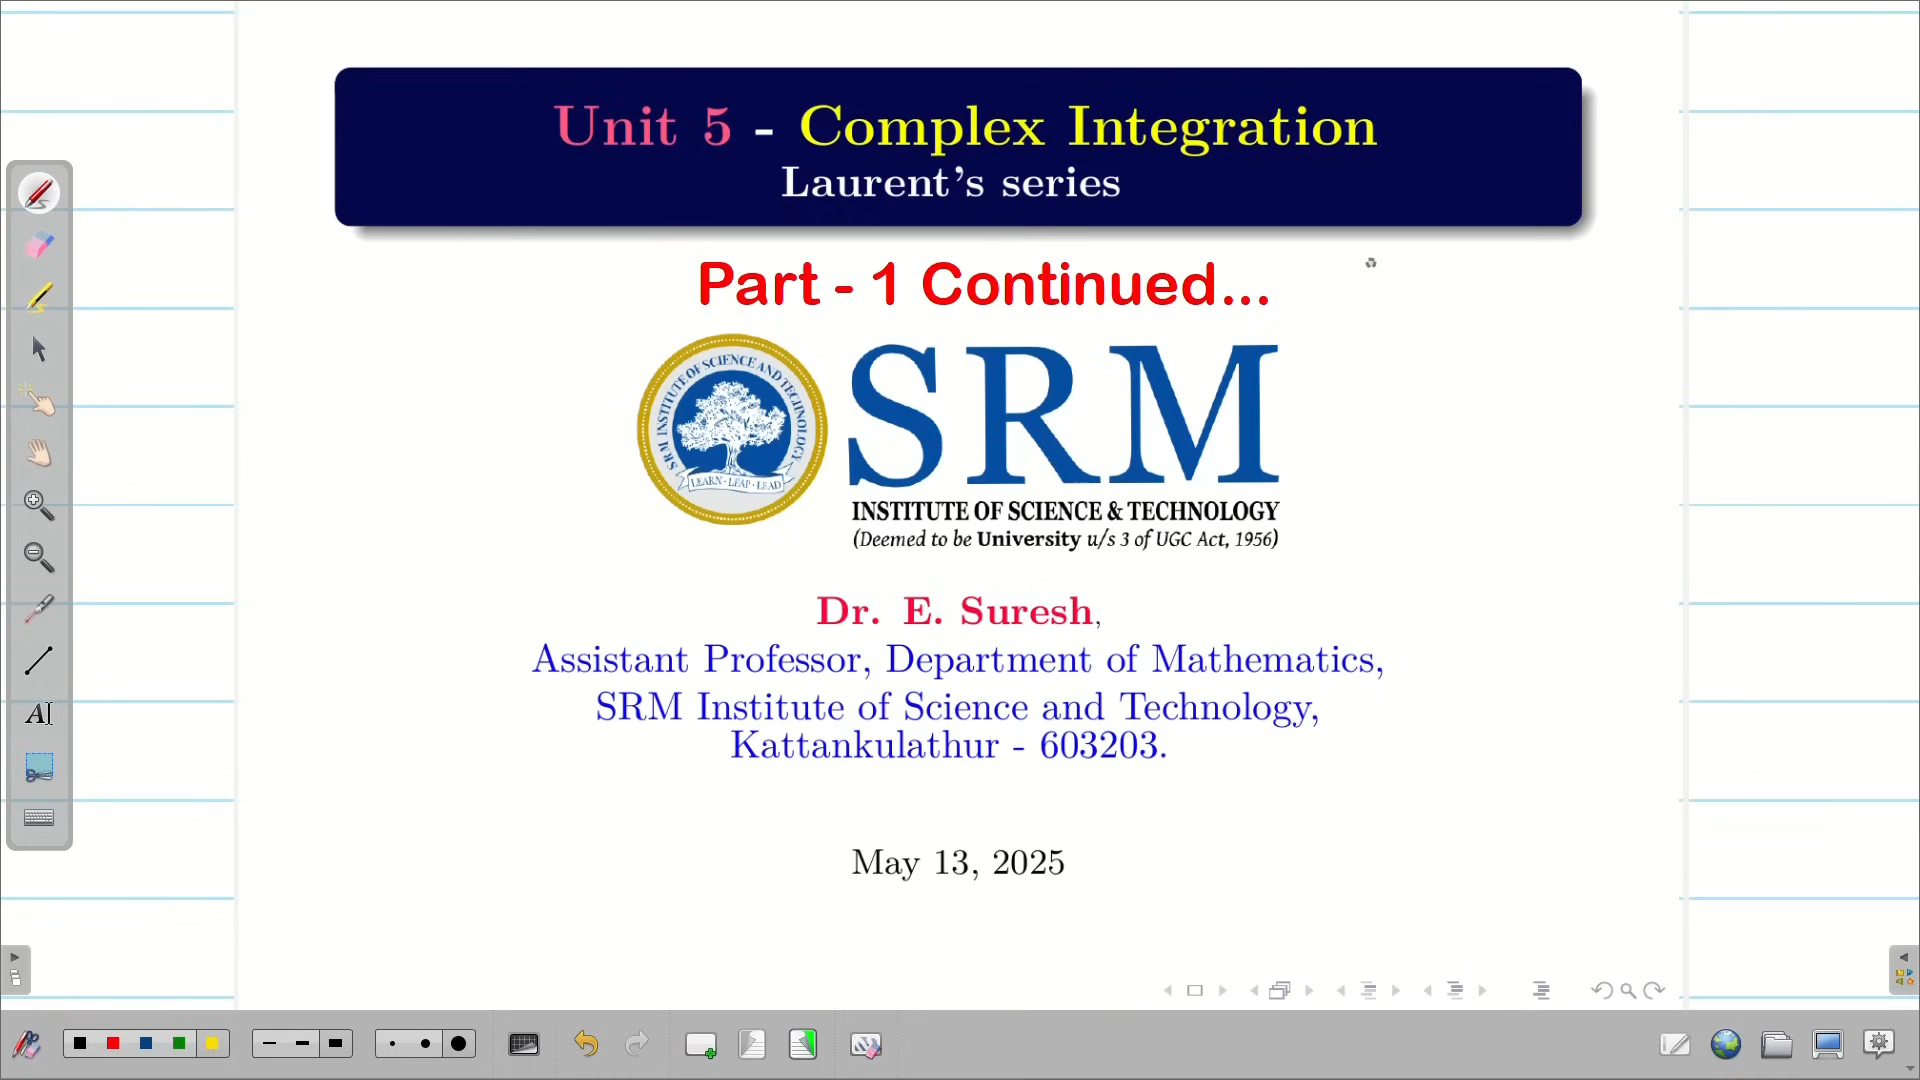 Unit 5 - Complex Integration
Laurent's series
Part - 1 Continued...
SRM INSTITUTE OF SCIENCE AND TECHNOLOGY
LEARN · LEAP · LEAD
SRM
INSTITUTE OF SCIENCE & TECHNOLOGY
(Deemed to be University u/s 3 of UGC Act, 1956)
Dr. E. Suresh,
Assistant Professor, Department of Mathematics,
SRM Institute of Science and Technology,
Kattankulathur - 603203.
May 13, 2025